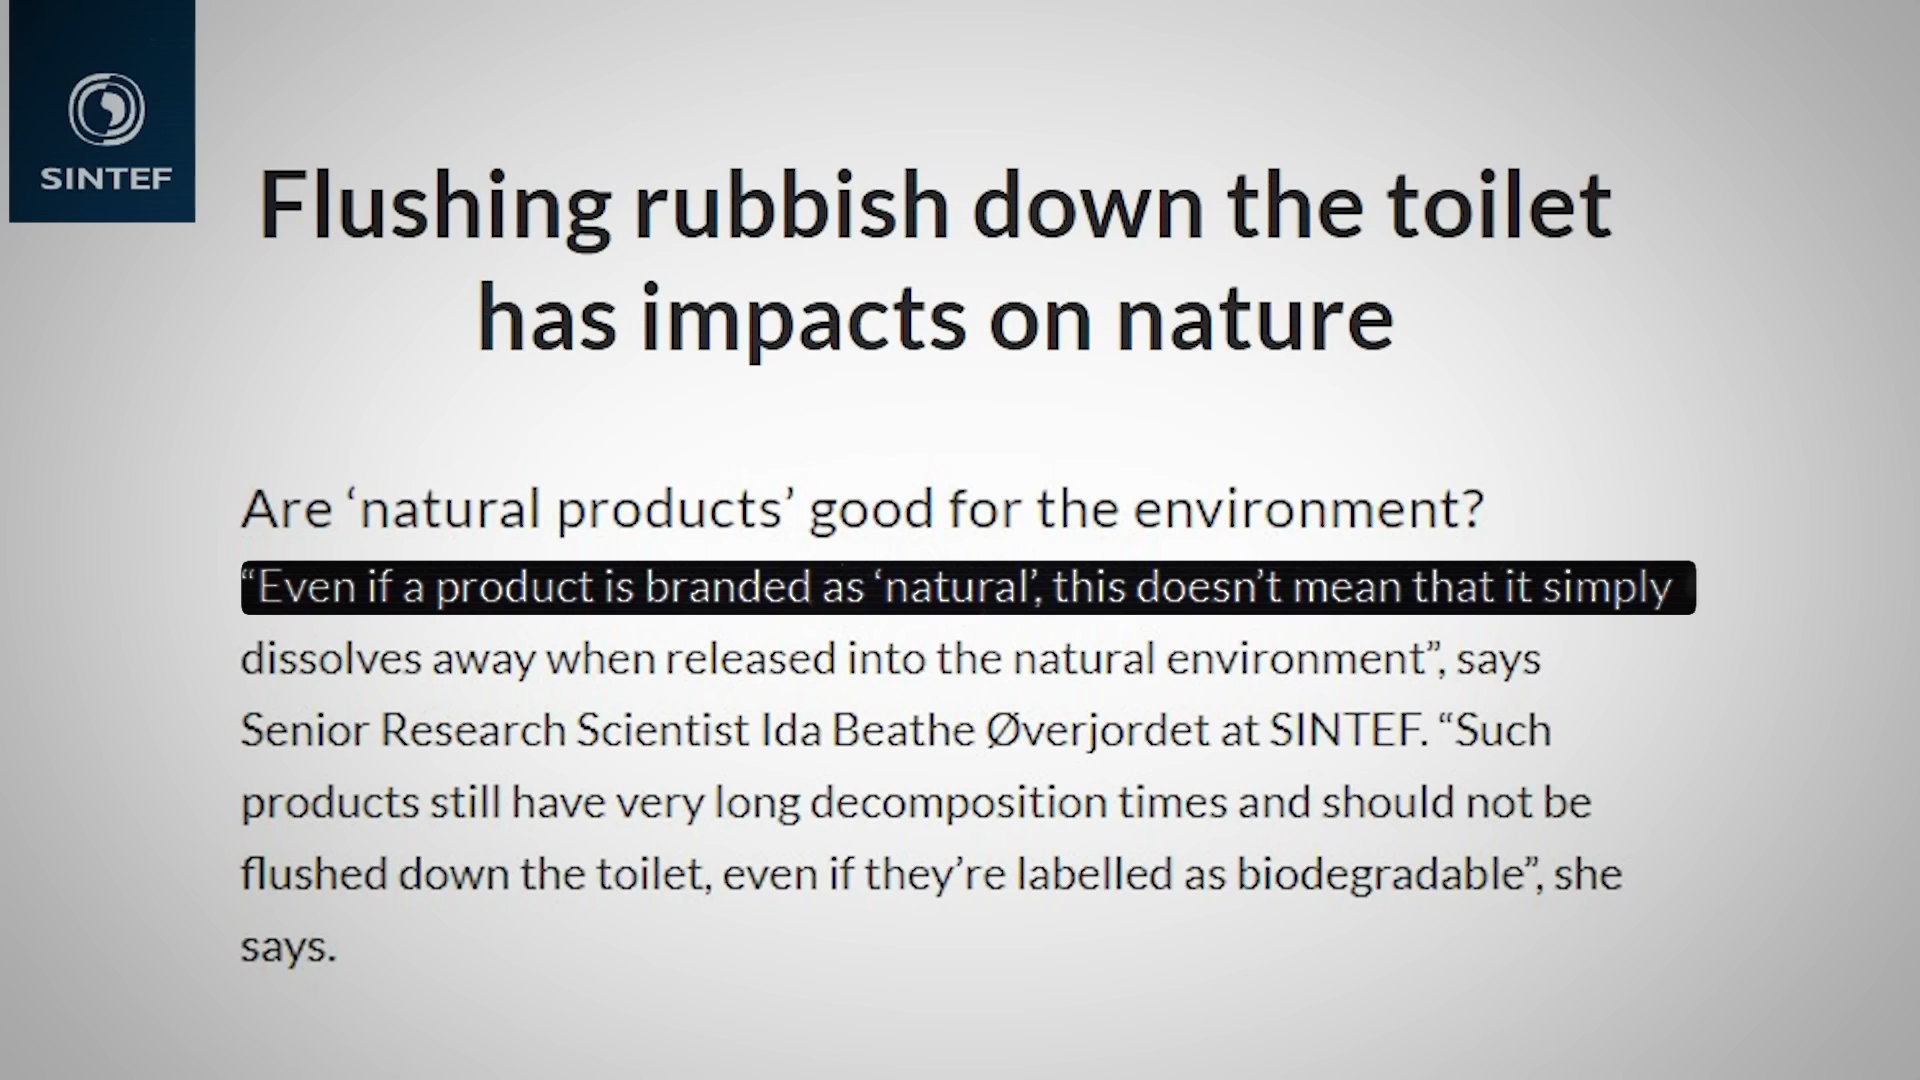 SINTEF
Flushing rubbish down the toilet
has impacts on nature
Are ‘natural products’ good for the environment?
“Even if a product is branded as ‘natural’, this doesn’t mean that it simply
dissolves away when released into the natural environment”, says
Senior Research Scientist Ida Beathe Øverjordet at SINTEF. “Such
products still have very long decomposition times and should not be
flushed down the toilet, even if they’re labelled as biodegradable”, she
says.